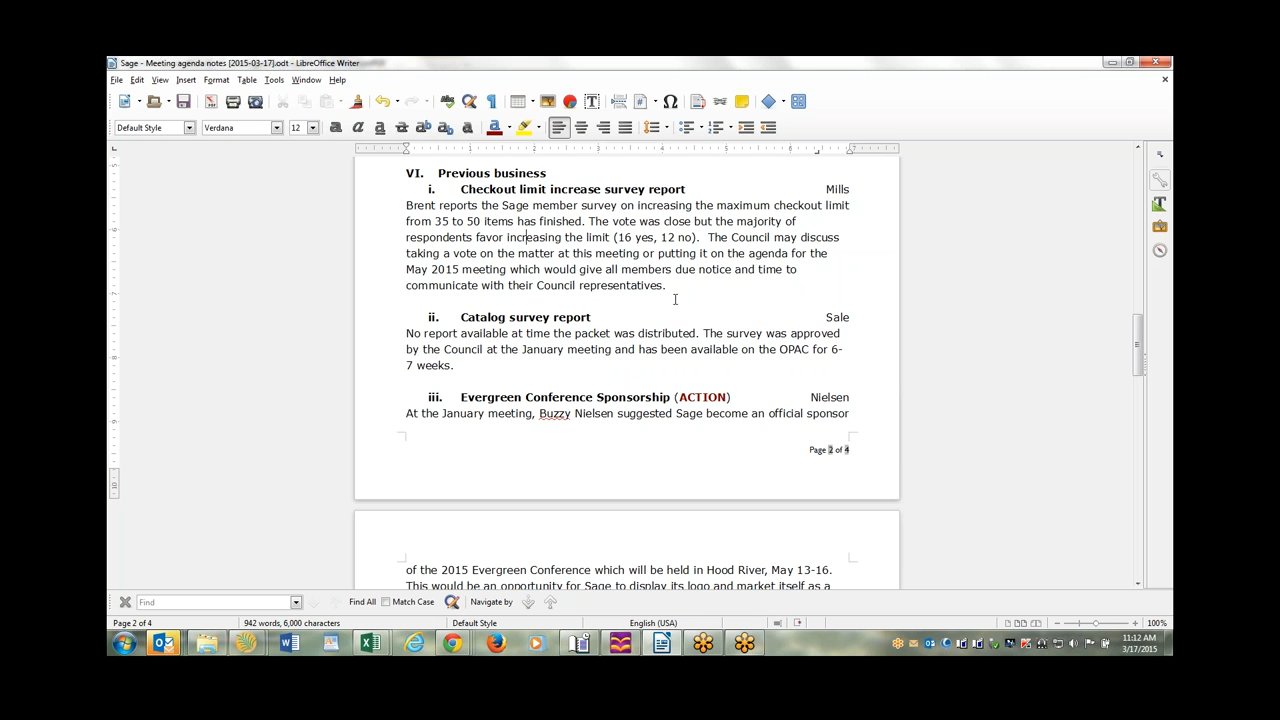 Sage - Meeting agenda notes [2015-03-17].odt - LibreOffice Writer
File Edit View Insert Format Table Tools Window Help
Default Style Verdana 12
VI. Previous business
i. Checkout limit increase survey report Mills
Brent reports the Sage member survey on increasing the maximum checkout limit
from 35 to 50 items has finished. The vote was close but the majority of
respondents favor increasing the limit (16 yes, 12 no). The Council may discuss
taking a vote on the matter at this meeting or putting it on the agenda for the
May 2015 meeting which would give all members due notice and time to
communicate with their Council representatives.
ii. Catalog survey report Sale
No report available at time the packet was distributed. The survey was approved
by the Council at the January meeting and has been available on the OPAC for 6-
7 weeks.
iii. Evergreen Conference Sponsorship (ACTION) Nielsen
At the January meeting, Buzzy Nielsen suggested Sage become an official sponsor
Page 2 of 4
of the 2015 Evergreen Conference which will be held in Hood River, May 13-16.
This would be an opportunity for Sage to display its logo and market itself as a
Find Find All Match Case Navigate by
Page 2 of 4 942 words, 6,000 characters Default Style English (USA) 100%
11:12 AM
3/17/2015